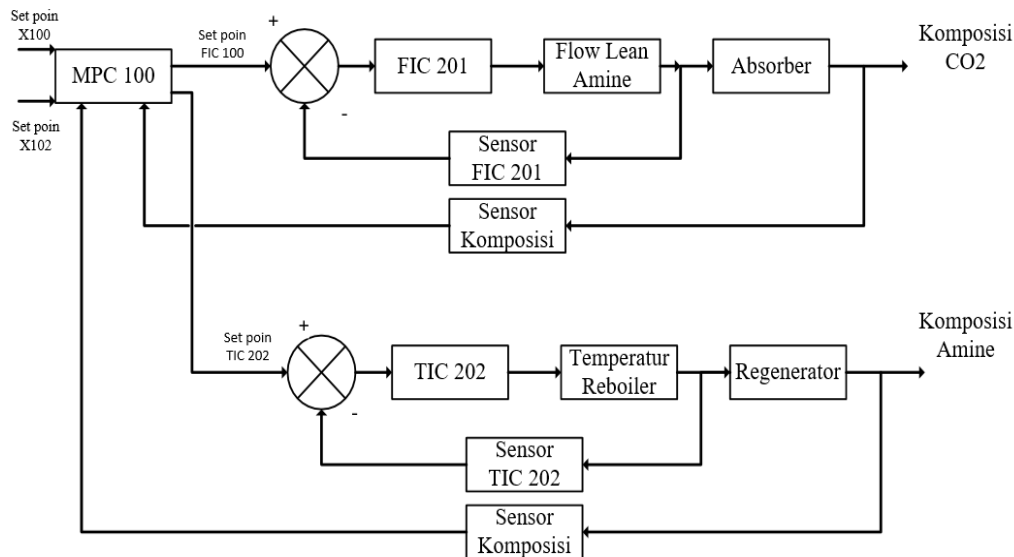 Set poin
X100
Set poin
X102
MPC 100
Set poin
FIC 100
+
-
FIC 201
Flow Lean
Amine
Absorber
Komposisi
CO2
Sensor
FIC 201
Sensor
Komposisi
Set poin
TIC 202
+
-
TIC 202
Temperatur
Reboiler
Regenerator
Komposisi
Amine
Sensor
TIC 202
Sensor
Komposisi